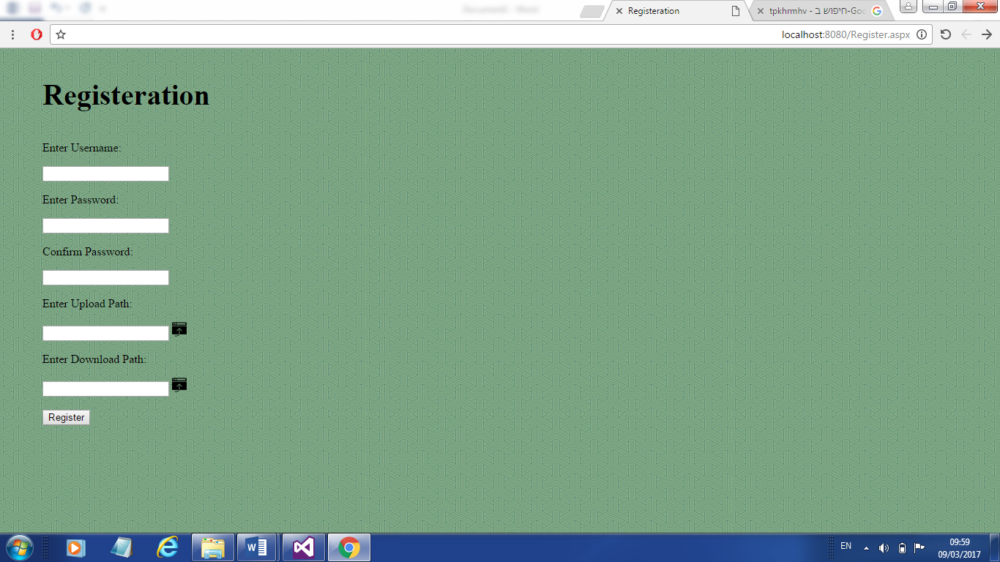 Document1 - Word
Registeration
tpkhrmhv - חיפוש ב-Goo
localhost:8080/Register.aspx
Registeration
Enter Username:
Enter Password:
Confirm Password:
Enter Upload Path:
Enter Download Path:
Register
EN
09:59
09/03/2017